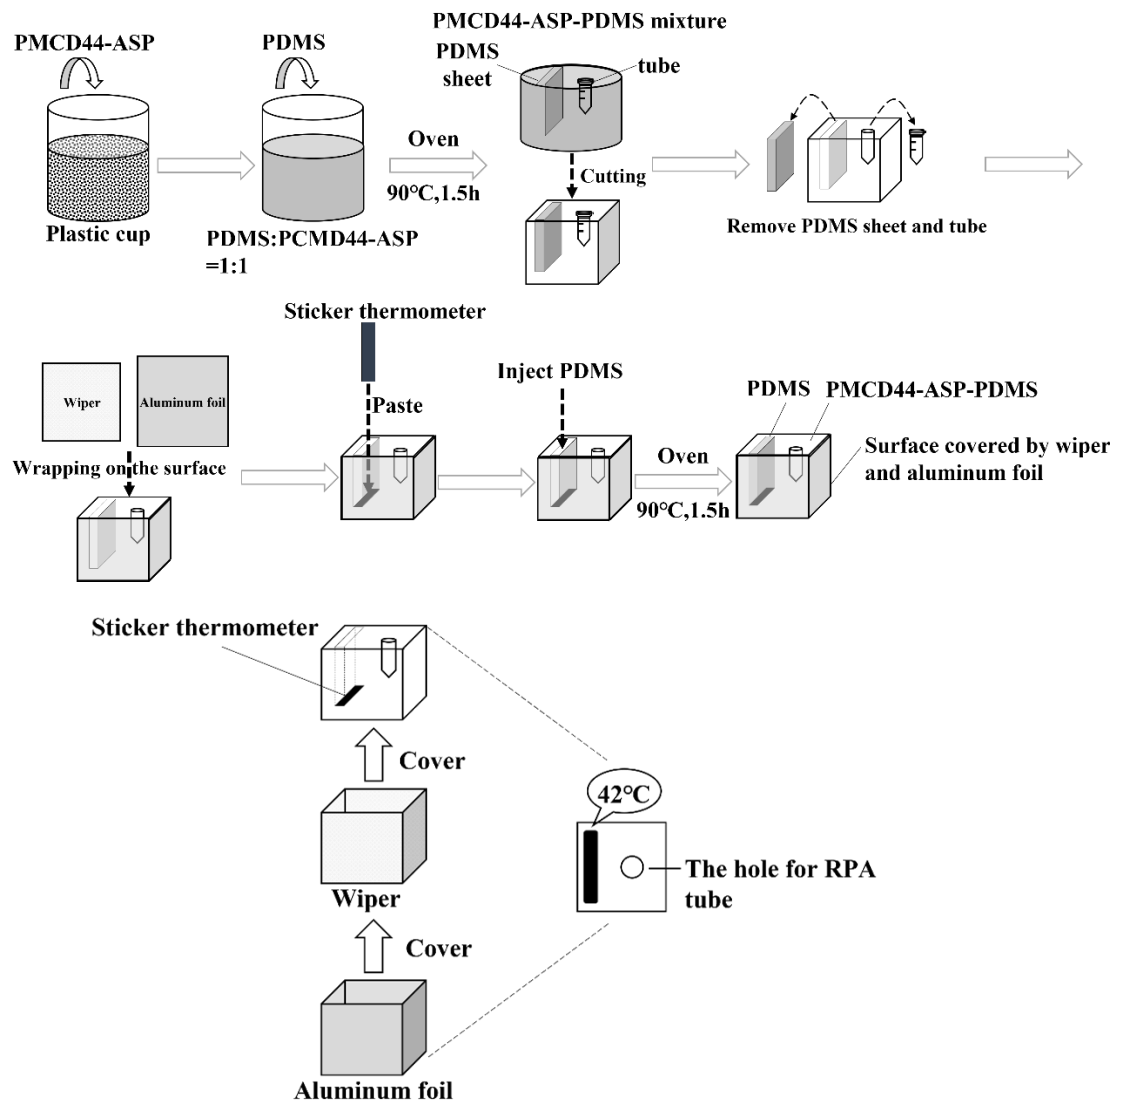 PMCD44-ASP
PDMS
PMCD44-ASP-PDMS mixture
PDMS
sheet
tube
Oven
90℃,1.5h
Cutting
Plastic cup
PDMS:PCMD44-ASP
=1:1
Remove PDMS sheet and tube
Sticker thermometer
Wiper
Aluminum foil
Wrapping on the surface
Paste
Inject PDMS
Oven
90℃,1.5h
PDMS
PMCD44-ASP-PDMS
Surface covered by wiper
and aluminum foil
Sticker thermometer
Cover
Wiper
Cover
Aluminum foil
42℃
The hole for RPA
tube